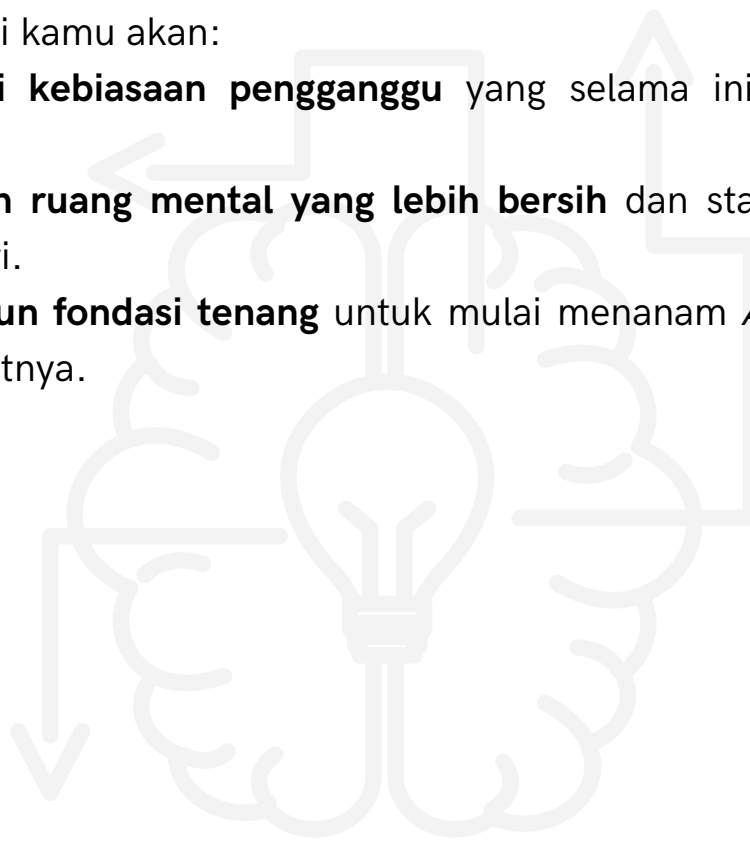 i kamu akan:
i kebiasaan pengganggu yang selama ini
n ruang mental yang lebih bersih dan sta
i.
un fondasi tenang untuk mulai menanam
tnya.